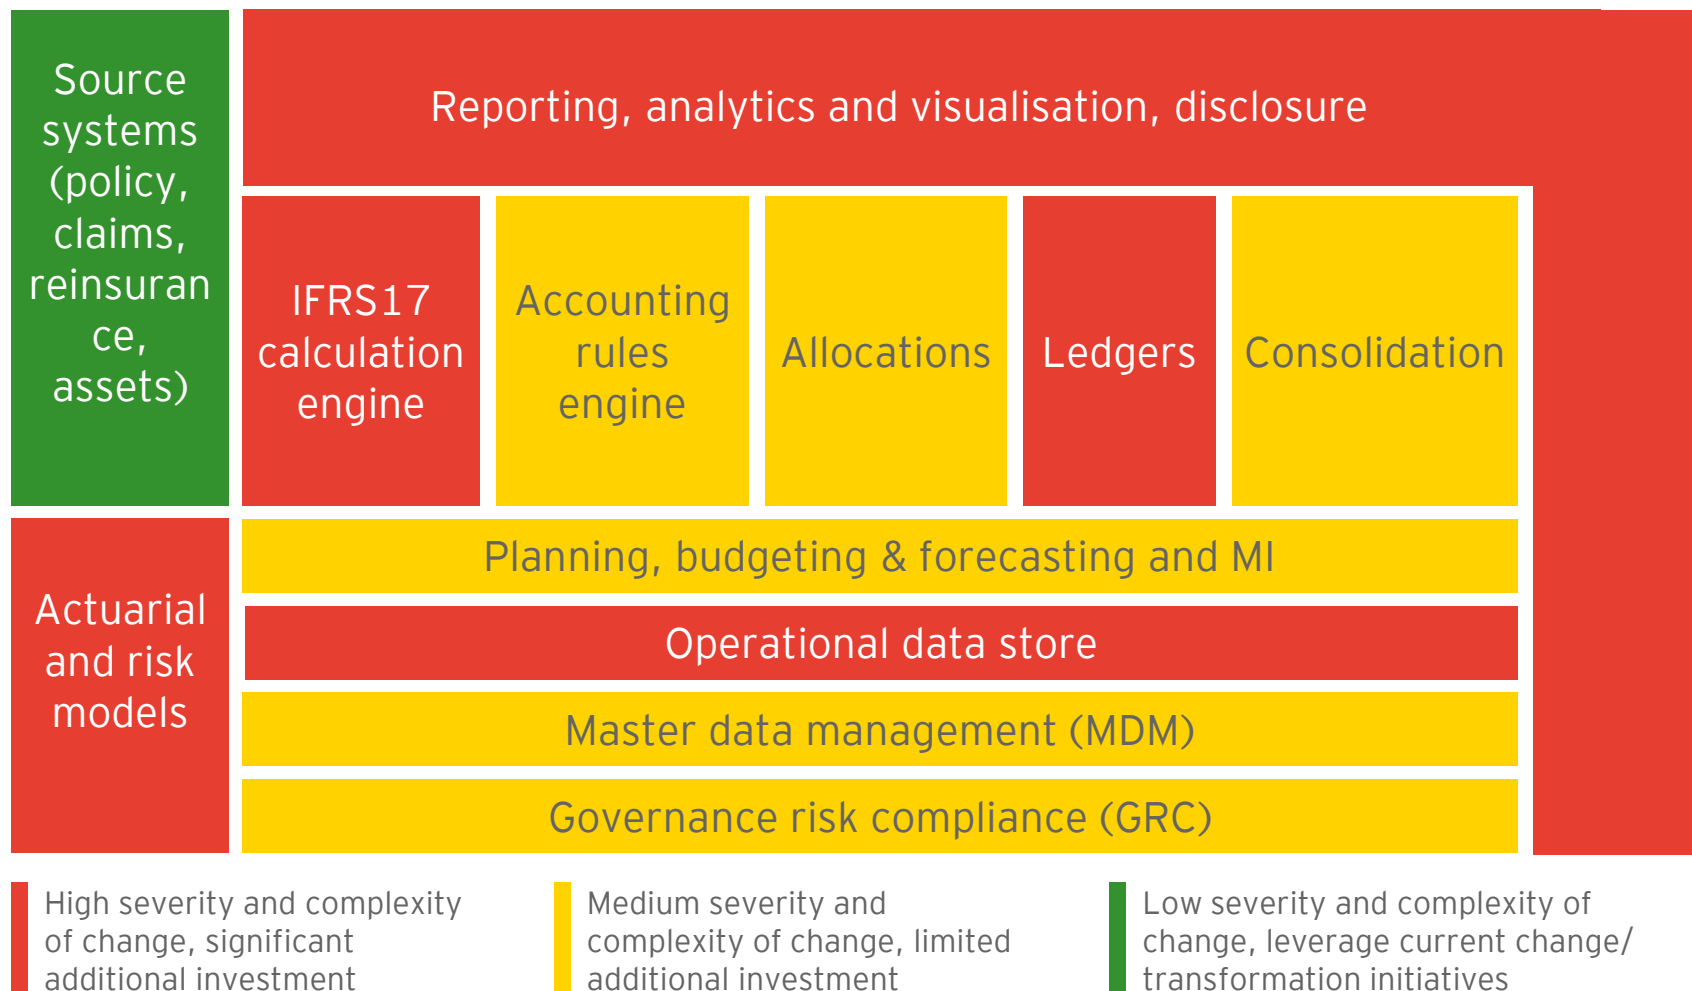 Source
systems
(policy,
claims,
reinsuran
ce,
assets)
Reporting, analytics and visualisation, disclosure
IFRS17
calculation
engine
Accounting
rules
engine
Allocations
Ledgers
Consolidation
Actuarial
and risk
models
Planning, budgeting & forecasting and MI
Operational data store
Master data management (MDM)
Governance risk compliance (GRC)
High severity and complexity
of change, significant
additional investment
Medium severity and
complexity of change, limited
additional investment
Low severity and complexity of
change, leverage current change/
transformation initiatives